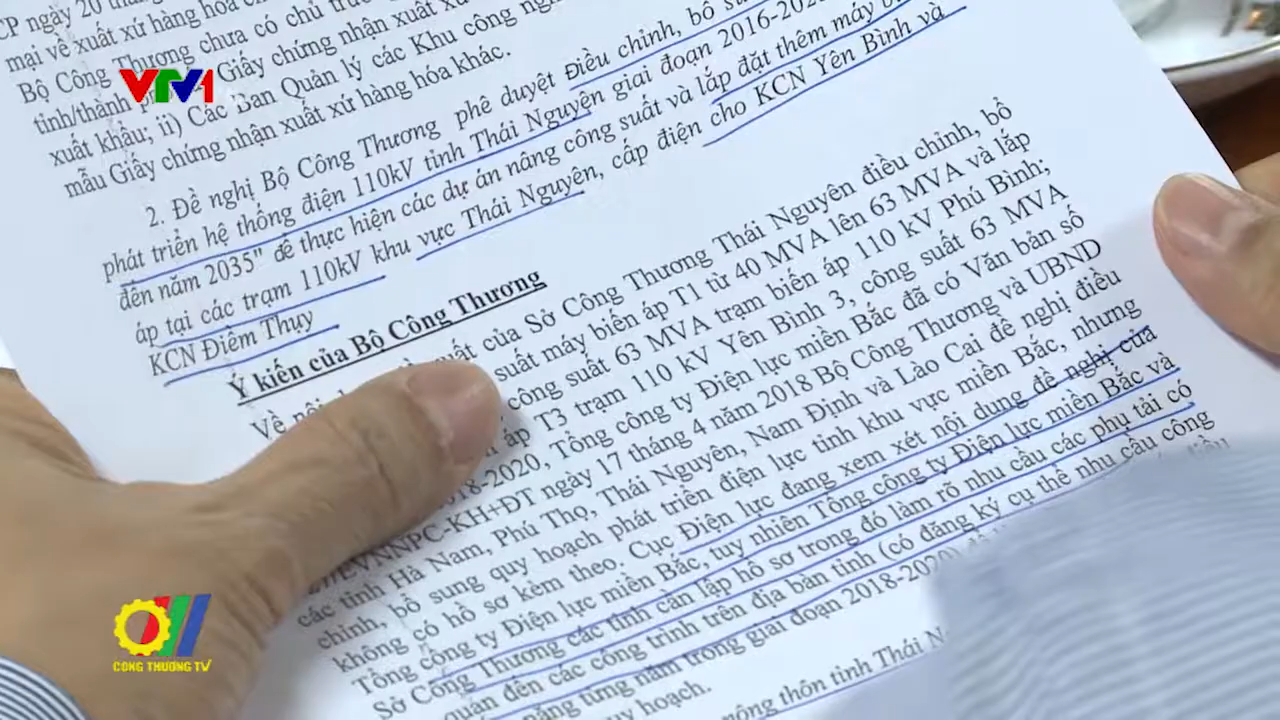 CP ngày 20 thán
mại về xuất xứ hàng hóa ch
Bộ Công Thương chưa có chủ trư
tỉnh/thành Giấy chứng nhận xuất xứ
xuất khẩu; ii) Các Ban Quản lý các Khu công ngh
mẫu Giấy chứng nhận xuất xứ hàng hóa khác.
2. Đề nghị Bộ Công Thương phê duyệt Điều chỉnh, bổ
phát triển hệ thống điện 110kV tỉnh Thái Nguyên giai đoạn 2016-202
đến năm 2035" để thực hiện các dự án nâng công suất và lắp đặt thêm máy
áp tại các trạm 110kV khu vực Thái Nguyên, cấp điện cho KCN Yên Bình và
KCN Điềm Thụy
Ý kiến của Bộ Công Thương
Về nội xuất của Sở Công Thương Thái Nguyên điều chỉnh, bổ
suất máy biến áp T1 từ 40 MVA lên 63 MVA và lắp
công suất 63 MVA trạm biến áp 110 kV Phú Bình;
áp T3 trạm 110 kV Yên Bình 3, công suất 63 MVA
018-2020, Tổng công ty Điện lực miền Bắc đã có Văn bản số
EVNNPC-KH+ĐT ngày 17 tháng 4 năm 2018 Bộ Công Thương và UBND
các tỉnh Hà Nam, Phú Thọ, Thái Nguyên, Nam Định và Lào Cai đề nghị điều
chỉnh, bổ sung quy hoạch phát triển điện lực tỉnh khu vực miền Bắc, nhưng
không có hồ sơ kèm theo. Cục Điện lực đang xem xét nội dung đề nghị của
Tổng công ty Điện lực miền Bắc, tuy nhiên Tổng công ty Điện lực miền Bắc và
Sở Công Thương các tỉnh cần lập hồ sơ trong đó làm rõ nhu cầu các phụ tải có
quan đến các công trình trên địa bàn tỉnh (có đăng ký cụ thể nhu cầu công
năng từng năm trong giai đoạn 2018-2020)
uy hoạch.
nông thôn tỉnh Thái N
VTV1
CÔNG THƯƠNG TV